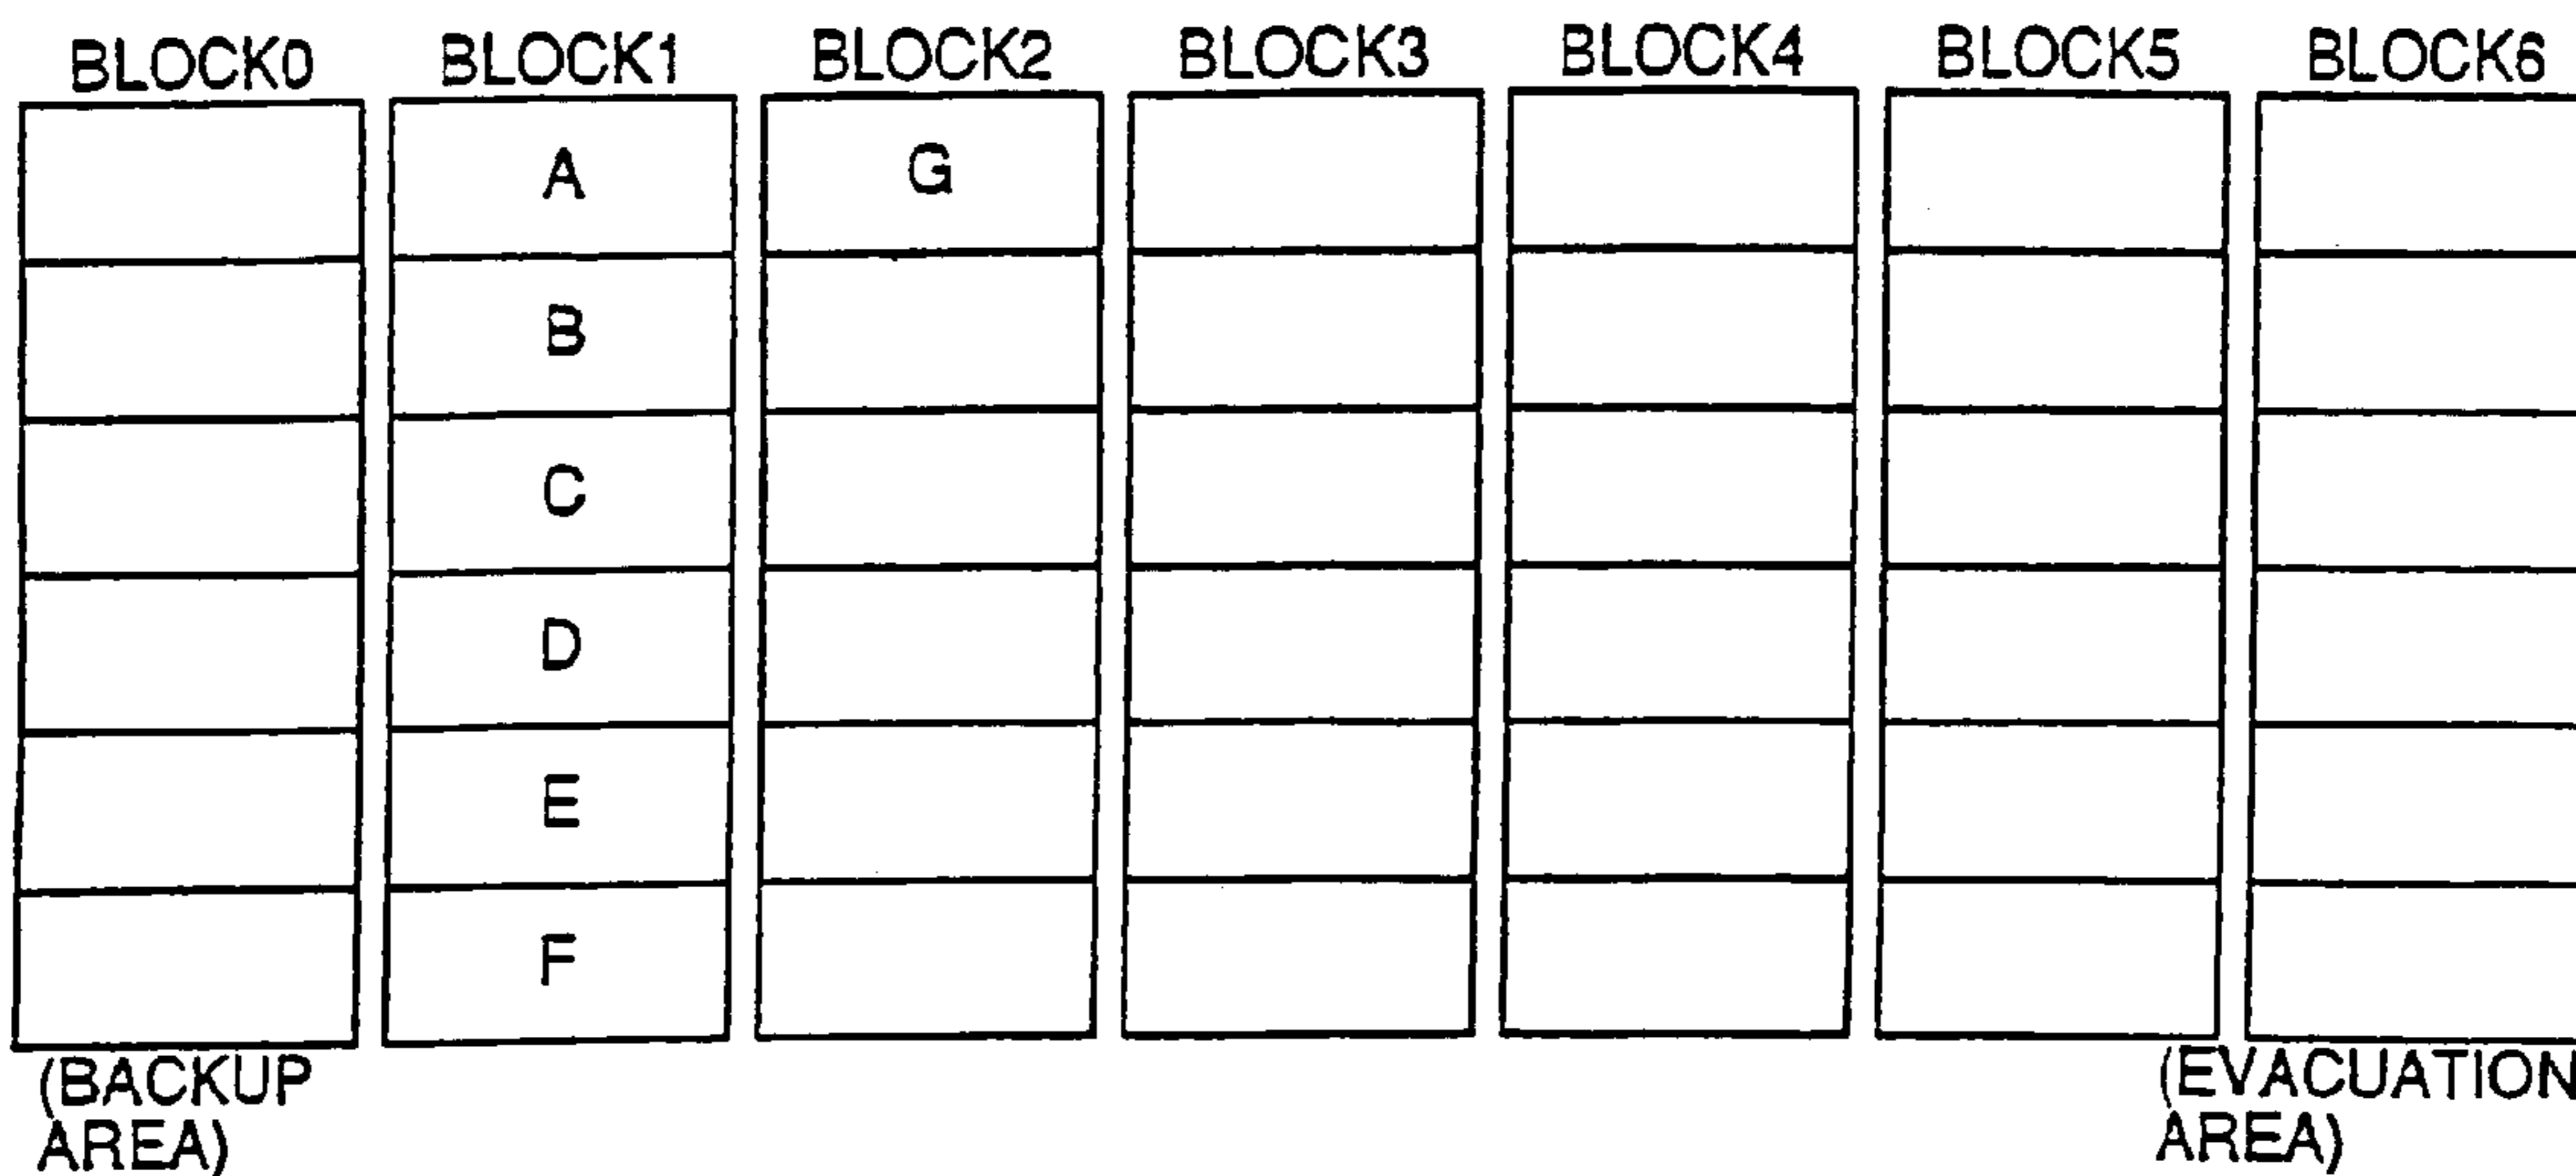 BLOCK0 BLOCK1 BLOCK2 BLOCK3 BLOCK4 BLOCK5 BLOCK6
A G
B
C
D
E
F
(BACKUP AREA) (EVACUATION AREA)